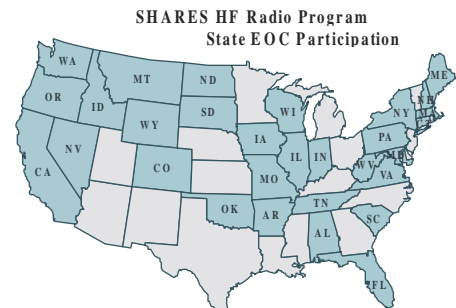 SHARES HF Radio Program
State EOC Participation
WA
MT
ND
ME
OR
ID
SD
WI
NH
NY
MA
WY
IA
PA
NV
IL
IN
CO
WV
VA
CA
MO
OK
AR
TN
SC
AL
FL